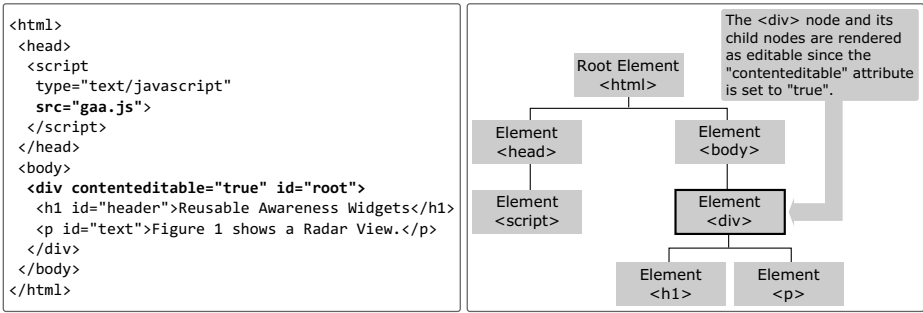 <html>
<head>
<script
type="text/javascript"
src="gaa.js">
</script>
</head>
<body>
<div contenteditable="true" id="root">
<h1 id="header">Reusable Awareness Widgets</h1>
<p id="text">Figure 1 shows a Radar View.</p>
</div>
</body>
</html>
The <div> node and its
child nodes are rendered
as editable since the
"contenteditable" attribute
is set to "true".
Root Element
<html>
Element
<head>
Element
<body>
Element
<script>
Element
<div>
Element
<h1>
Element
<p>